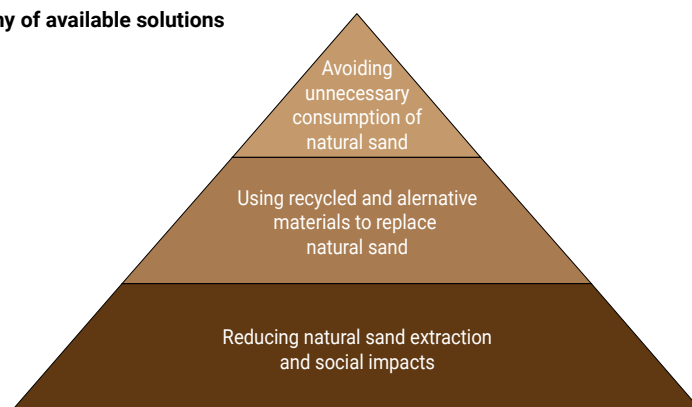 ny of available solutions
Avoiding
unnecessary
consumption of
natural sand
Using recycled and alernative
materials to replace
natural sand
Reducing natural sand extraction
and social impacts